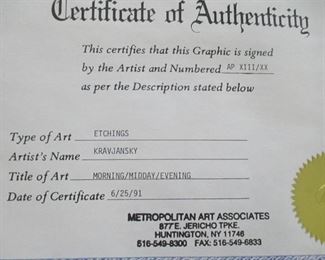 Certificate of Authenticity
This certifies that this Graphic is signed
by the Artist and Numbered AP XIII/XX
as per the Description stated below
Type of Art ETCHINGS
Artist's Name KRAVJANSKY
Title of Art MORNING/MIDDAY/EVENING
Date of Certificate 6/25/91
METROPOLITAN ART ASSOCIATES
877 E. JERICHO TPKE.
HUNTINGTON, NY 11746
516-549-8300 FAX: 516-549-6833